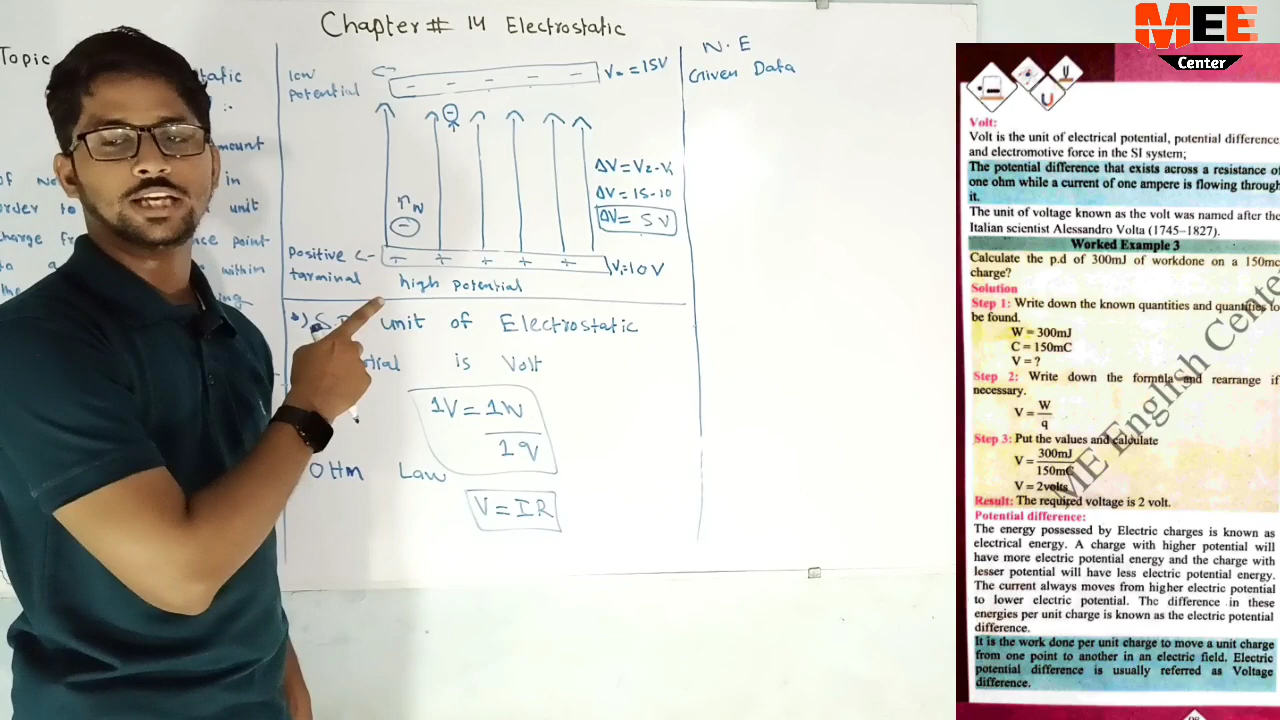 Chapter # 14 Electrostatic
Topic
static
mount
in
order to
unit
charge
point
within
low
potential
V₋ = 15V
ΔV = V₂ - V₁
ΔV = 15 - 10
ΔV = 5V
Positive
terminal
V₁ = 10V
high potential
unit of Electrostatic
is Volt
1V = 1W
1q
OHm Law
V = IR
N. E
Given Data
MEE
Center
Volt:
Volt is the unit of electrical potential, potential difference
and electromotive force in the SI system;
The potential difference that exists across a resistance of
one ohm while a current of one ampere is flowing through
it.
The unit of voltage known as the volt was named after the
Italian scientist Alessandro Volta (1745-1827).
Worked Example 3
Calculate the p.d of 300mJ of workdone on a 150mc
charge?
Solution
Step 1: Write down the known quantities and quantities to
be found.
W = 300mJ
C = 150mC
V = ?
Step 2: Write down the formula and rearrange if
necessary.
V = W
q
Step 3: Put the values and calculate
V = 300mJ
150mC
V = 2volts
Result: The required voltage is 2 volt.
Potential difference:
The energy possessed by Electric charges is known as
electrical energy. A charge with higher potential will
have more electric potential energy and the charge with
lesser potential will have less electric potential energy.
The current always moves from higher electric potential
to lower electric potential. The difference in these
energies per unit charge is known as the electric potential
difference.
It is the work done per unit charge to move a unit charge
from one point to another in an electric field. Electric
potential difference is usually referred as Voltage
difference.
ME English Center